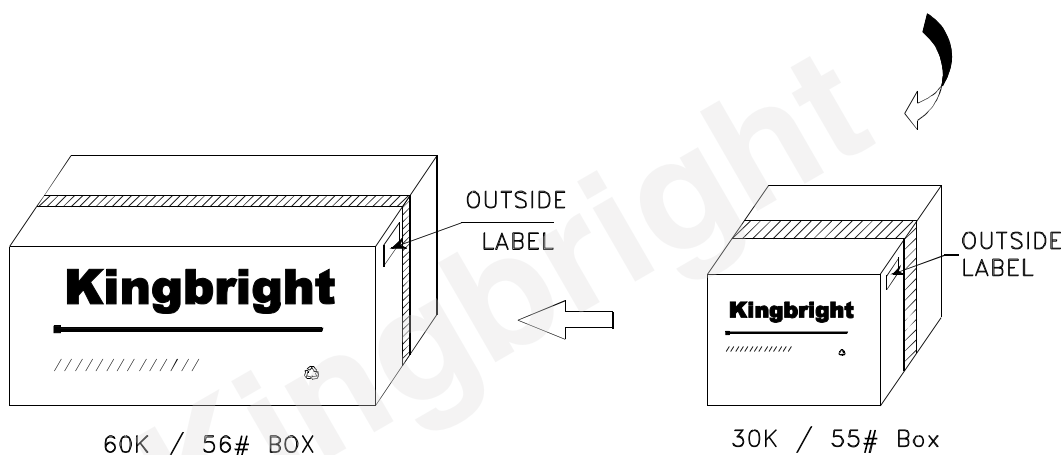 Kingbright
OUTSIDE
LABEL
Kingbright
60K / 56# BOX
OUTSIDE
LABEL
Kingbright
30K / 55# Box